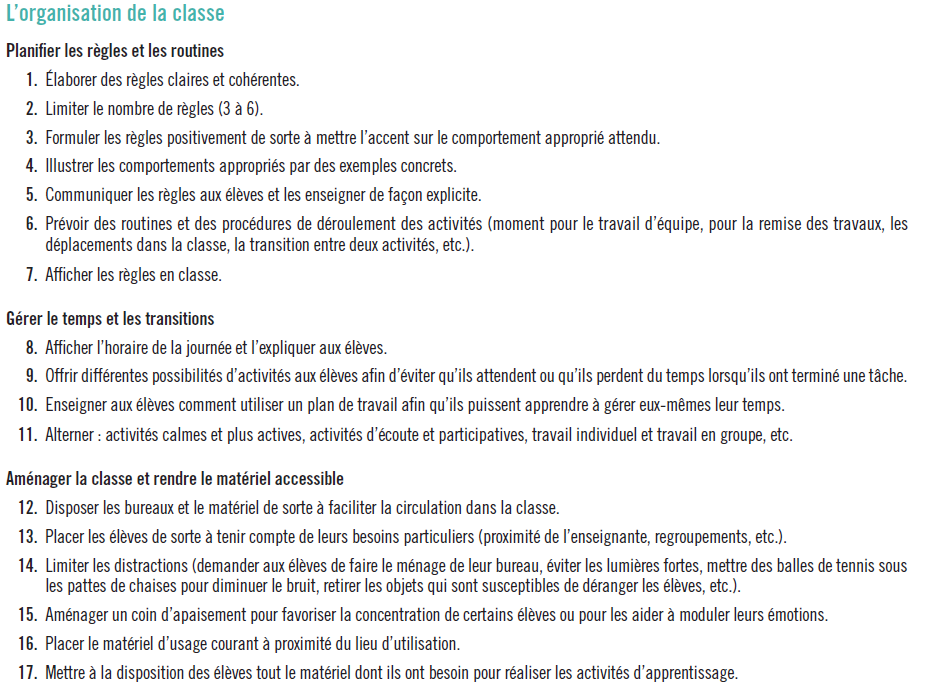 L’organisation de la classe
Planifier les règles et les routines
1. Élaborer des règles claires et cohérentes.
2. Limiter le nombre de règles (3 à 6).
3. Formuler les règles positivement de sorte à mettre l’accent sur le comportement approprié attendu.
4. Illustrer les comportements appropriés par des exemples concrets.
5. Communiquer les règles aux élèves et les enseigner de façon explicite.
6. Prévoir des routines et des procédures de déroulement des activités (moment pour le travail d’équipe, pour la remise des travaux, les
déplacements dans la classe, la transition entre deux activités, etc.).
7. Afficher les règles en classe.
Gérer le temps et les transitions
8. Afficher l’horaire de la journée et l’expliquer aux élèves.
9. Offrir différentes possibilités d’activités aux élèves afin d’éviter qu’ils attendent ou qu’ils perdent du temps lorsqu’ils ont terminé une tâche.
10. Enseigner aux élèves comment utiliser un plan de travail afin qu’ils puissent apprendre à gérer eux-mêmes leur temps.
11. Alterner : activités calmes et plus actives, activités d’écoute et participatives, travail individuel et travail en groupe, etc.
Aménager la classe et rendre le matériel accessible
12. Disposer les bureaux et le matériel de sorte à faciliter la circulation dans la classe.
13. Placer les élèves de sorte à tenir compte de leurs besoins particuliers (proximité de l’enseignante, regroupements, etc.).
14. Limiter les distractions (demander aux élèves de faire le ménage de leur bureau, éviter les lumières fortes, mettre des balles de tennis sous
les pattes de chaises pour diminuer le bruit, retirer les objets qui sont susceptibles de déranger les élèves, etc.).
15. Aménager un coin d’apaisement pour favoriser la concentration de certains élèves ou pour les aider à moduler leurs émotions.
16. Placer le matériel d’usage courant à proximité du lieu d’utilisation.
17. Mettre à la disposition des élèves tout le matériel dont ils ont besoin pour réaliser les activités d’apprentissage.